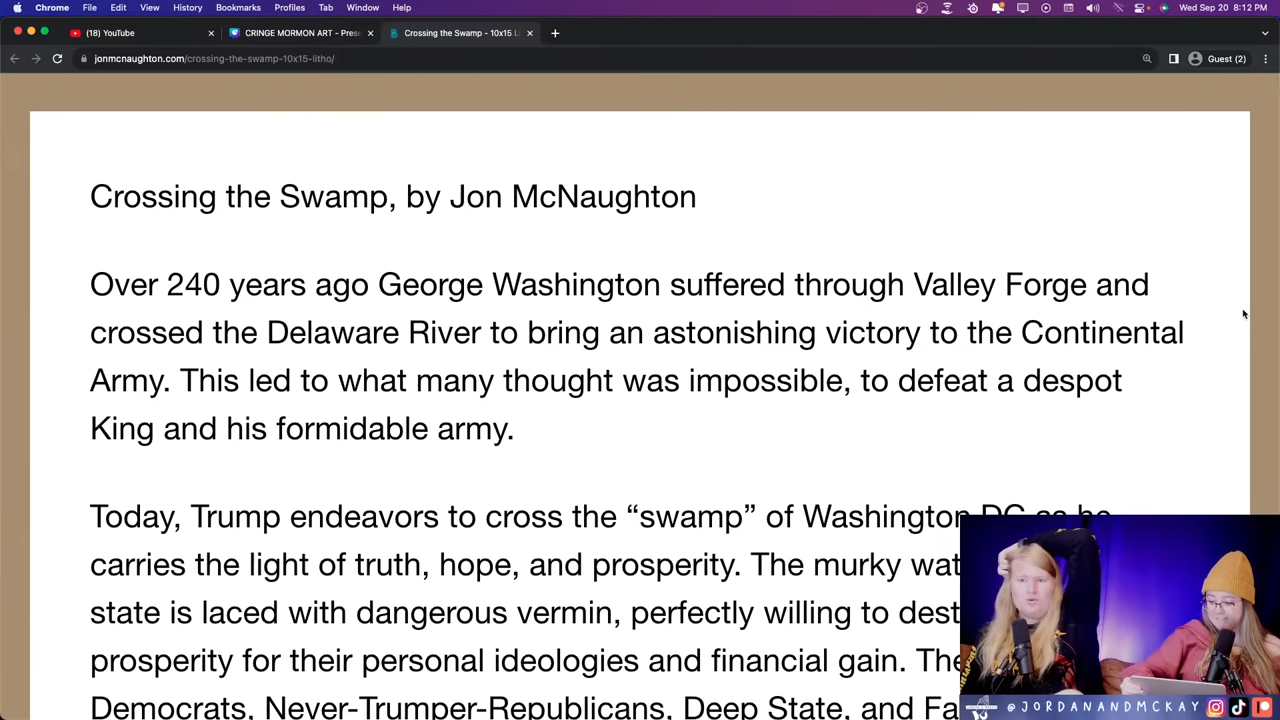 Chrome File Edit View History Bookmarks Profiles Tab Window Help Wed Sep 20 8:12 PM
(18) YouTube CRINGE MORMON ART - Prese Crossing the Swamp - 10x15 L
jonmcnaughton.com/crossing-the-swamp-10x15-litho/ Guest (2)
Crossing the Swamp, by Jon McNaughton
Over 240 years ago George Washington suffered through Valley Forge and
crossed the Delaware River to bring an astonishing victory to the Continental
Army. This led to what many thought was impossible, to defeat a despot
King and his formidable army.
Today, Trump endeavors to cross the “swamp” of Washington DC as he
carries the light of truth, hope, and prosperity. The murky wat
state is laced with dangerous vermin, perfectly willing to dest
prosperity for their personal ideologies and financial gain. The
Democrats, Never-Trumper-Republicans, Deep State, and Fa
@JORDANANDMCKAY